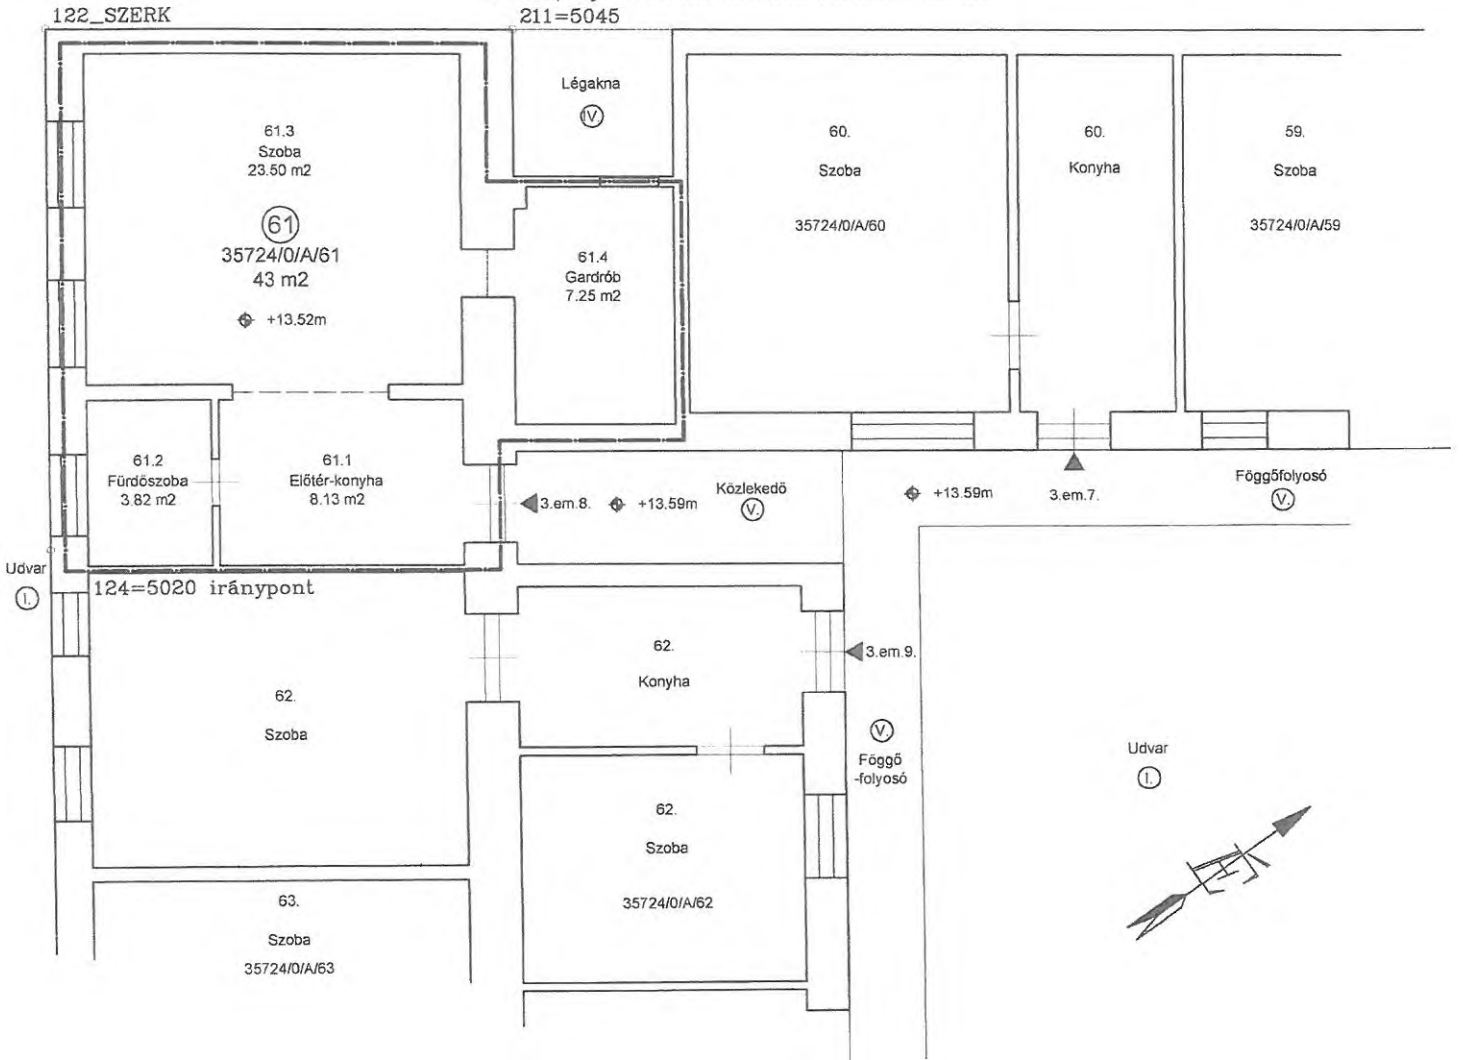 122_SZERK
211=5045
Légakna
IV.
61.3
Szoba
23.50 m2
61
35724/0/A/61
43 m2
+13.52m
61.4
Gardrób
7.25 m2
60.
Szoba
35724/0/A/60
60.
Konyha
59.
Szoba
35724/0/A/59
61.2
Fürdőszoba
3.82 m2
61.1
Előtér-konyha
8.13 m2
3.em.8.
+13.59m
Közlekedő
V.
+13.59m
3.em.7.
Föggőfolyosó
V.
Udvar
I.
124=5020 iránypont
62.
Szoba
62.
Konyha
3.em.9.
V.
Föggő
-folyosó
Udvar
I.
62.
Szoba
35724/0/A/62
63.
Szoba
35724/0/A/63
É